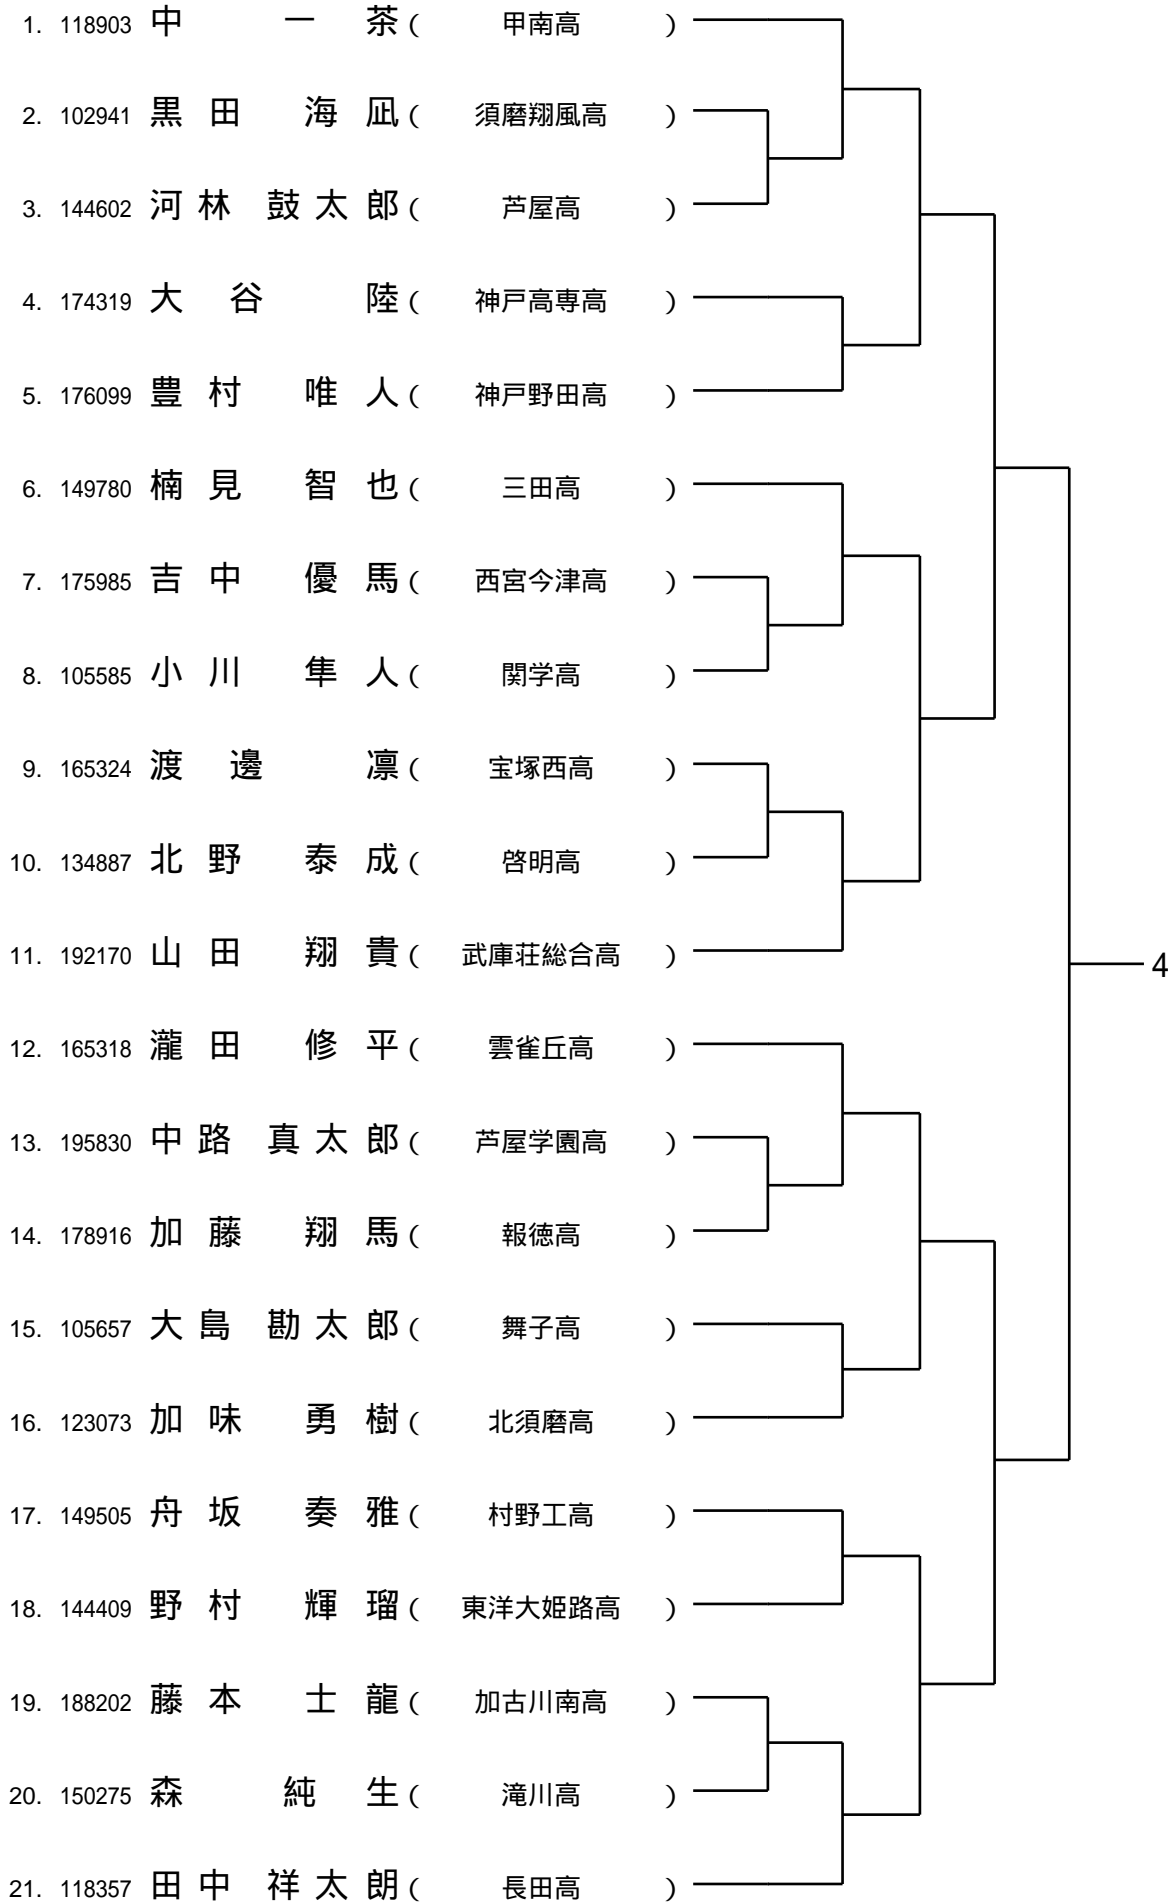 1. 118903 中 一 茶 ( 甲南高 )
2. 102941 黒 田 海 凪 ( 須磨翔風高 )
3. 144602 河 林 鼓 太 郎 ( 芦屋高 )
4. 174319 大 谷 陸 ( 神戸高専高 )
5. 176099 豊 村 唯 人 ( 神戸野田高 )
6. 149780 楠 見 智 也 ( 三田高 )
7. 175985 吉 中 優 馬 ( 西宮今津高 )
8. 105585 小 川 隼 人 ( 関学高 )
9. 165324 渡 邊 凛 ( 宝塚西高 )
10. 134887 北 野 泰 成 ( 啓明高 )
11. 192170 山 田 翔 貴 ( 武庫荘総合高 )
4
12. 165318 瀧 田 修 平 ( 雲雀丘高 )
13. 195830 中 路 真 太 郎 ( 芦屋学園高 )
14. 178916 加 藤 翔 馬 ( 報徳高 )
15. 105657 大 島 勘 太 郎 ( 舞子高 )
16. 123073 加 味 勇 樹 ( 北須磨高 )
17. 149505 舟 坂 奏 雅 ( 村野工高 )
18. 144409 野 村 輝 瑠 ( 東洋大姫路高 )
19. 188202 藤 本 士 龍 ( 加古川南高 )
20. 150275 森 純 生 ( 滝川高 )
21. 118357 田 中 祥 太 朗 ( 長田高 )